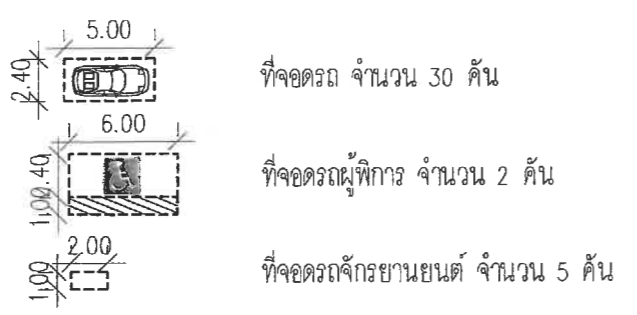 5.00
2.40
ที่จอดรถ จำนวน 30 คัน
6.00
2.40
1.00
ที่จอดรถผู้พิการ จำนวน 2 คัน
2.00
1.00
ที่จอดรถจักรยานยนต์ จำนวน 5 คัน